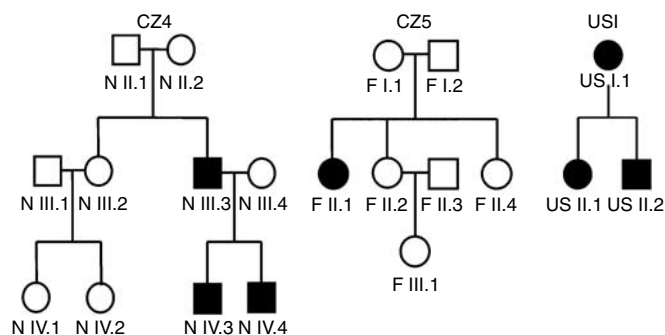 CZ4 CZ5 USI
N II.1 N II.2 F I.1 F I.2 US I.1
N III.1 N III.2 N III.3 N III.4 F II.1 F II.2 F II.3 F II.4 US II.1 US II.2
F III.1
N IV.1 N IV.2 N IV.3 N IV.4